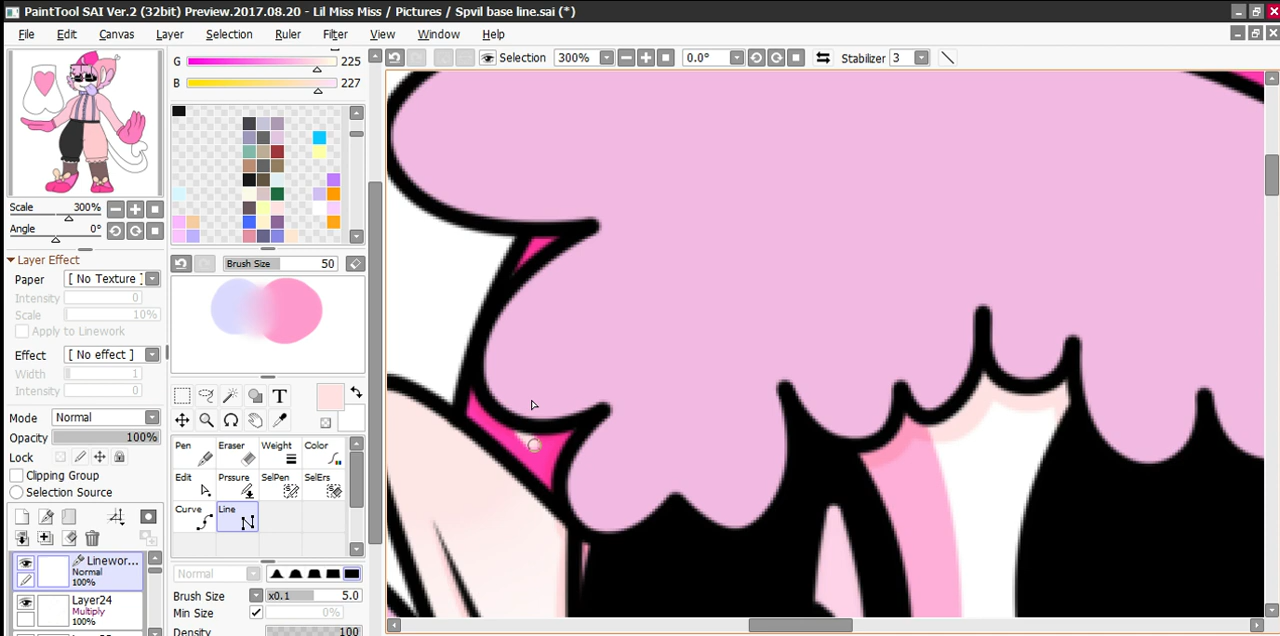 PaintTool SAI Ver.2 (32bit) Preview.2017.08.20 - Lil Miss Miss / Pictures / Spvil base line.sai (*)
File Edit Canvas Layer Selection Ruler Filter View Window Help
G 225
B 227
Selection 300% 0.0° Stabilizer 3
Scale 300%
Angle 0°
Layer Effect
Paper [ No Texture ]
Intensity 0
Scale 10%
Apply to Linework
Effect [ No effect ]
Width 1
Intensity 0
Mode Normal
Opacity 100%
Lock
Clipping Group
Selection Source
Linewor...
Normal
100%
Layer24
Multiply
100%
Brush Size 50
T
Pen Eraser Weight Color
Edit Prssure SelPen SelErs
Curve Line
Normal
Brush Size x0.1 5.0
Min Size 0%
Density 100